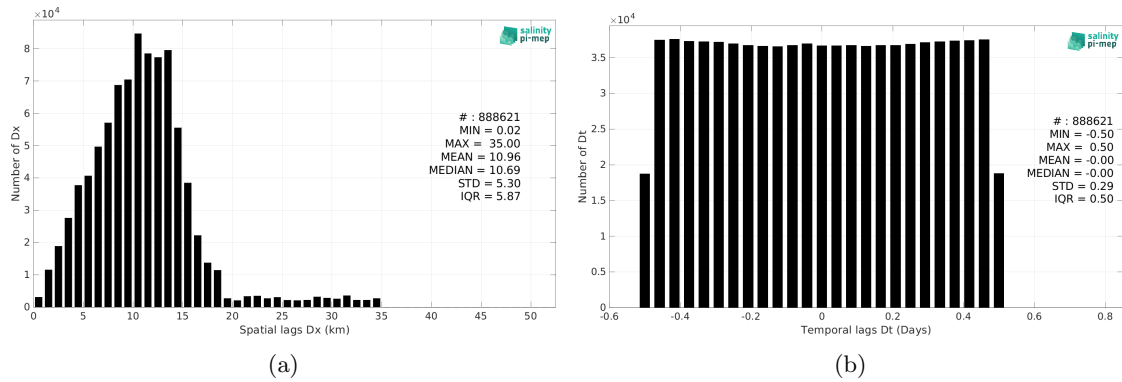 ×10⁴
9
8
7
6
5
4
3
2
1
0
Number of Dx
0 5 10 15 20 25 30 35 40 45 50
Spatial lags Dx (km)
salinity
pi-mep
# : 888621
MIN = 0.02
MAX = 35.00
MEAN = 10.96
MEDIAN = 10.69
STD = 5.30
IQR = 5.87
(a)
×10⁴
3.5
3
2.5
2
1.5
1
0.5
0
Number of Dt
-0.6 -0.4 -0.2 0 0.2 0.4 0.6 0.8
Temporal lags Dt (Days)
salinity
pi-mep
# : 888621
MIN = -0.50
MAX = 0.50
MEAN = -0.00
MEDIAN = -0.00
STD = 0.29
IQR = 0.50
(b)